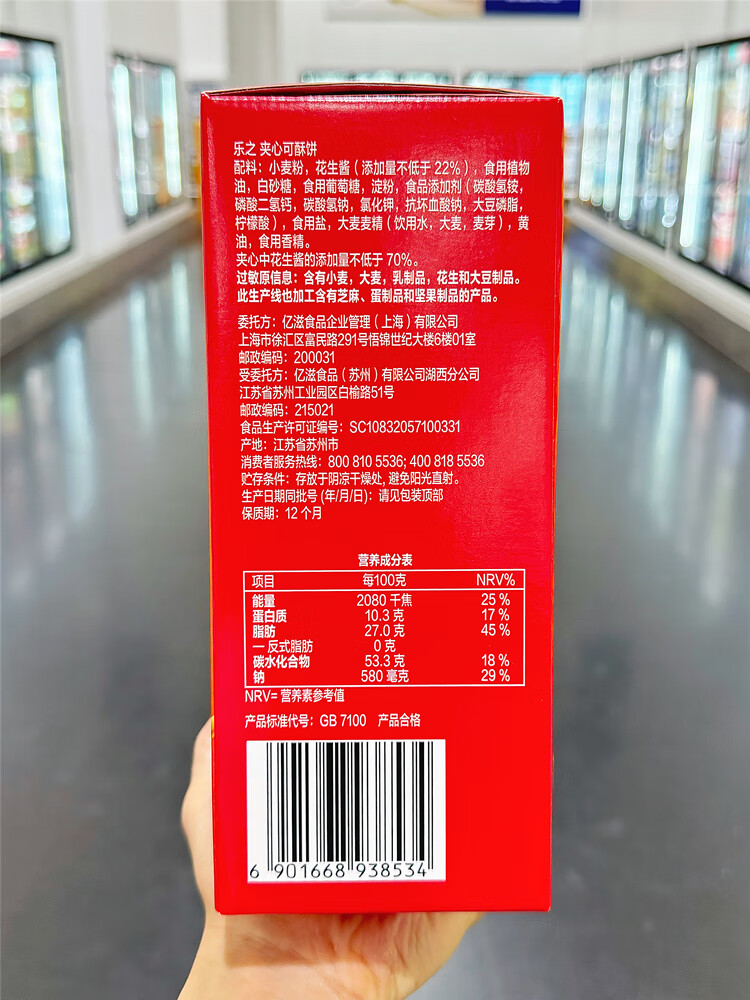 乐之 夹心可酥饼
配料：小麦粉，花生酱（添加量不低于 22%），食用植物
油，白砂糖，食用葡萄糖，淀粉，食品添加剂（碳酸氢铵，
磷酸二氢钙，碳酸氢钠，氯化钾，抗坏血酸钠，大豆磷脂，
柠檬酸），食用盐，大麦麦精（饮用水，大麦，麦芽），黄
油，食用香精。
夹心中花生酱的添加量不低于 70%。
过敏原信息：含有小麦，大麦，乳制品，花生和大豆制品。
此生产线也加工含有芝麻、蛋制品和坚果制品的产品。
委托方：亿滋食品企业管理（上海）有限公司
上海市徐汇区富民路291号悟锦世纪大楼6楼01室
邮政编码：200031
受委托方：亿滋食品（苏州）有限公司湖西分公司
江苏省苏州工业园区白榆路51号
邮政编码：215021
食品生产许可证编号：SC10832057100331
产地：江苏省苏州市
消费者服务热线：800 810 5536; 400 818 5536
贮存条件：存放于阴凉干燥处, 避免阳光直射。
生产日期同批号 (年/月/日)：请见包装顶部
保质期：12 个月
营养成分表
项目 每100克 NRV%
能量 2080 千焦 25 %
蛋白质 10.3 克 17 %
脂肪 27.0 克 45 %
— 反式脂肪 0 克
碳水化合物 53.3 克 18 %
钠 580 毫克 29 %
NRV= 营养素参考值
产品标准代号：GB 7100 产品合格
6 901668 938534